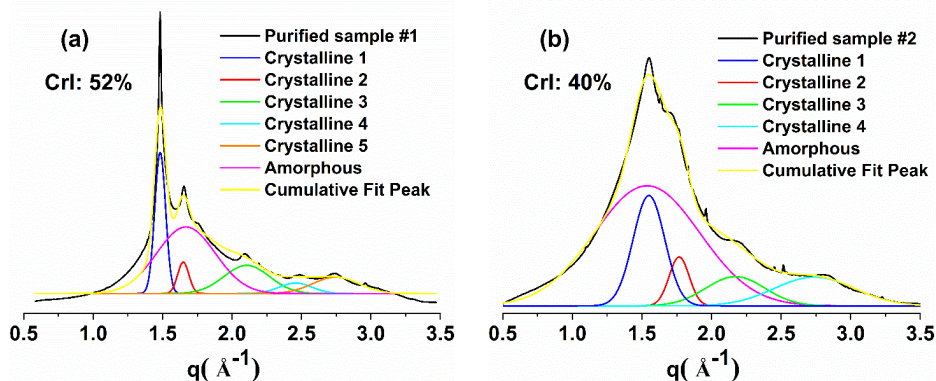 (a)
CrI: 52%
Purified sample #1
Crystalline 1
Crystalline 2
Crystalline 3
Crystalline 4
Crystalline 5
Amorphous
Cumulative Fit Peak
0.5 1.0 1.5 2.0 2.5 3.0 3.5
q( Å⁻¹)
(b)
CrI: 40%
Purified sample #2
Crystalline 1
Crystalline 2
Crystalline 3
Crystalline 4
Amorphous
Cumulative Fit Peak
0.5 1.0 1.5 2.0 2.5 3.0 3.5
q( Å⁻¹)